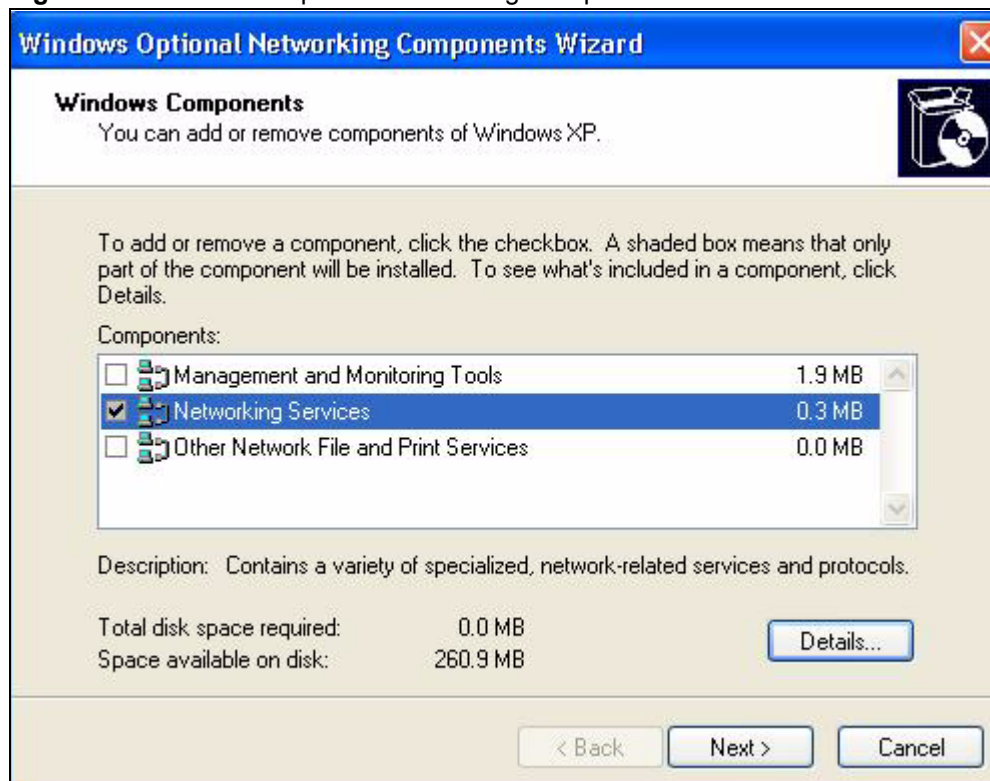 Windows Optional Networking Components Wizard
Windows Components
You can add or remove components of Windows XP.
To add or remove a component, click the checkbox. A shaded box means that only
part of the component will be installed. To see what's included in a component, click
Details.
Components:
Management and Monitoring Tools 1.9 MB
Networking Services 0.3 MB
Other Network File and Print Services 0.0 MB
Description: Contains a variety of specialized, network-related services and protocols.
Total disk space required: 0.0 MB
Space available on disk: 260.9 MB
Details...
< Back Next > Cancel